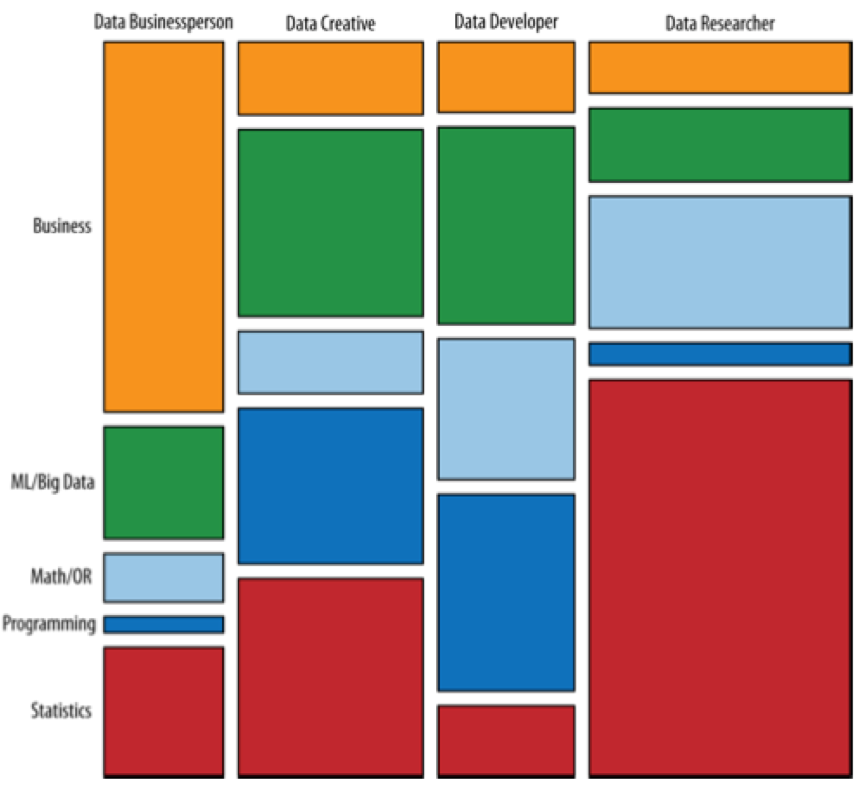 Data Businessperson
Data Creative
Data Developer
Data Researcher
Business
ML/Big Data
Math/OR
Programming
Statistics